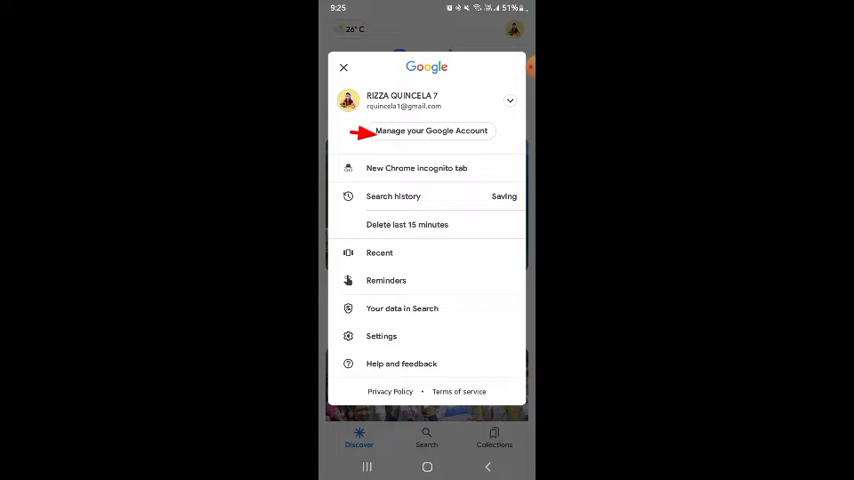 9:25
51%
26° C
Google
RIZZA QUINCELA 7
rquincela1@gmail.com
Manage your Google Account
New Chrome incognito tab
Search history Saving
Delete last 15 minutes
Recent
Reminders
Your data in Search
Settings
Help and feedback
Privacy Policy • Terms of service
Discover Search Collections